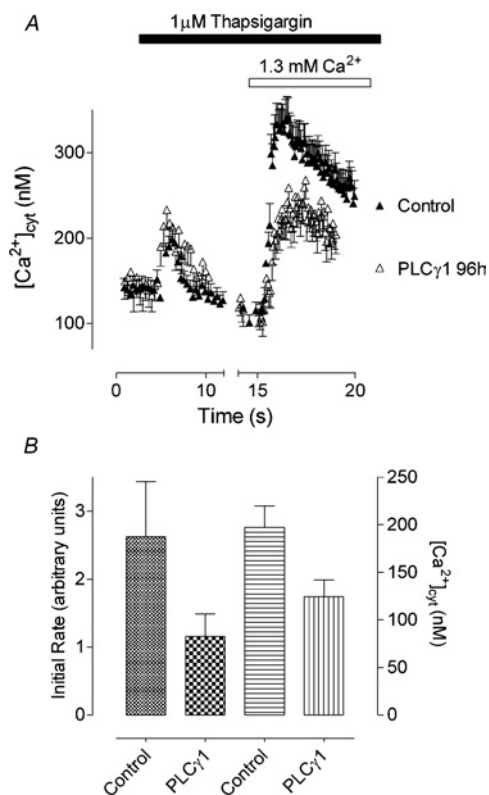 A
1μM Thapsigargin
1.3 mM Ca²⁺
[Ca²⁺]cyt (nM)
300
200
100
Control
PLCγ1 96h
0
10
15
20
Time (s)
B
Initial Rate (arbitrary units)
3
2
1
0
250
200
150
100
50
0
[Ca²⁺]cyt (nM)
Control
PLCγ1
Control
PLCγ1